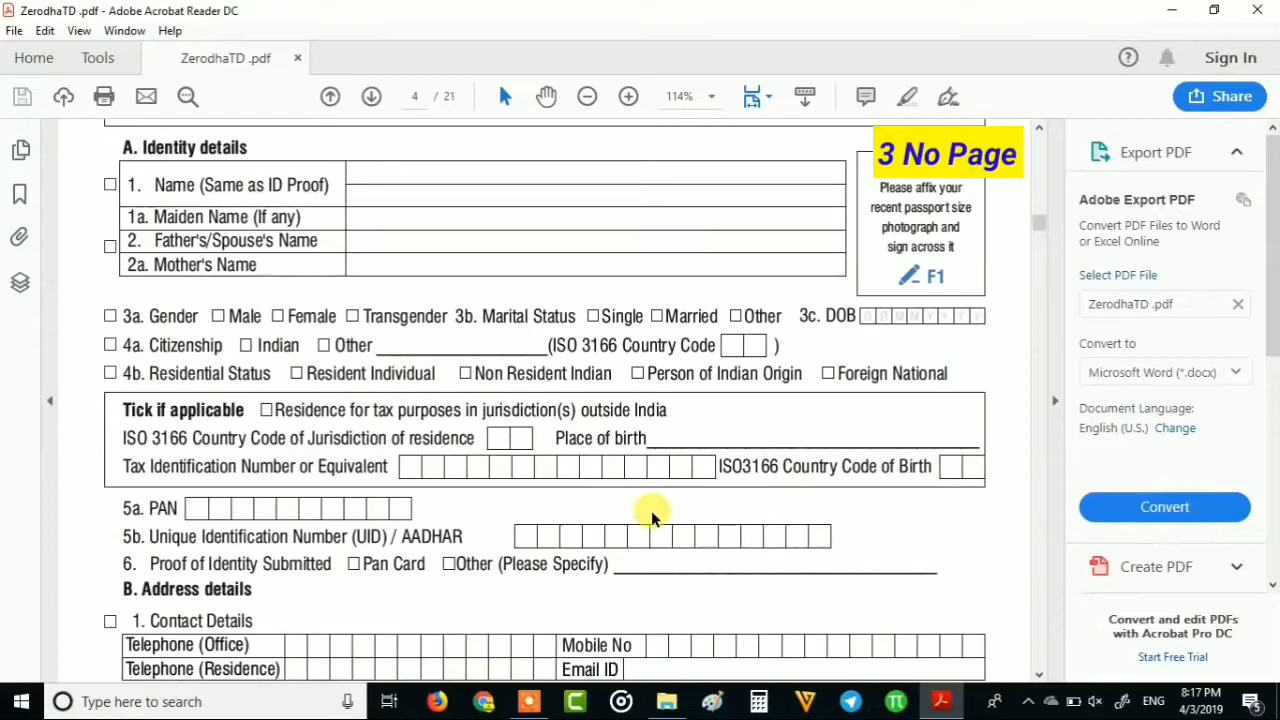 ZerodhaTD .pdf - Adobe Acrobat Reader DC
File Edit View Window Help
Home Tools ZerodhaTD .pdf × Sign In
4 / 21 114% Share
A. Identity details
3 No Page
1. Name (Same as ID Proof)
1a. Maiden Name (If any)
2. Father's/Spouse's Name
2a. Mother's Name
Please affix your
recent passport size
photograph and
sign across it
F1
3a. Gender Male Female Transgender 3b. Marital Status Single Married Other 3c. DOB D D M M Y Y Y Y
4a. Citizenship Indian Other (ISO 3166 Country Code )
4b. Residential Status Resident Individual Non Resident Indian Person of Indian Origin Foreign National
Tick if applicable Residence for tax purposes in jurisdiction(s) outside India
ISO 3166 Country Code of Jurisdiction of residence Place of birth
Tax Identification Number or Equivalent ISO3166 Country Code of Birth
5a. PAN
5b. Unique Identification Number (UID) / AADHAR
6. Proof of Identity Submitted Pan Card Other (Please Specify)
B. Address details
1. Contact Details
Telephone (Office) Mobile No
Telephone (Residence) Email ID
Export PDF
Adobe Export PDF
Convert PDF Files to Word
or Excel Online
Select PDF File
ZerodhaTD .pdf
Convert to
Microsoft Word (*.docx)
Document Language:
English (U.S.) Change
Convert
Create PDF
Convert and edit PDFs
with Acrobat Pro DC
Start Free Trial
Type here to search
ENG
8:17 PM
4/3/2019
5